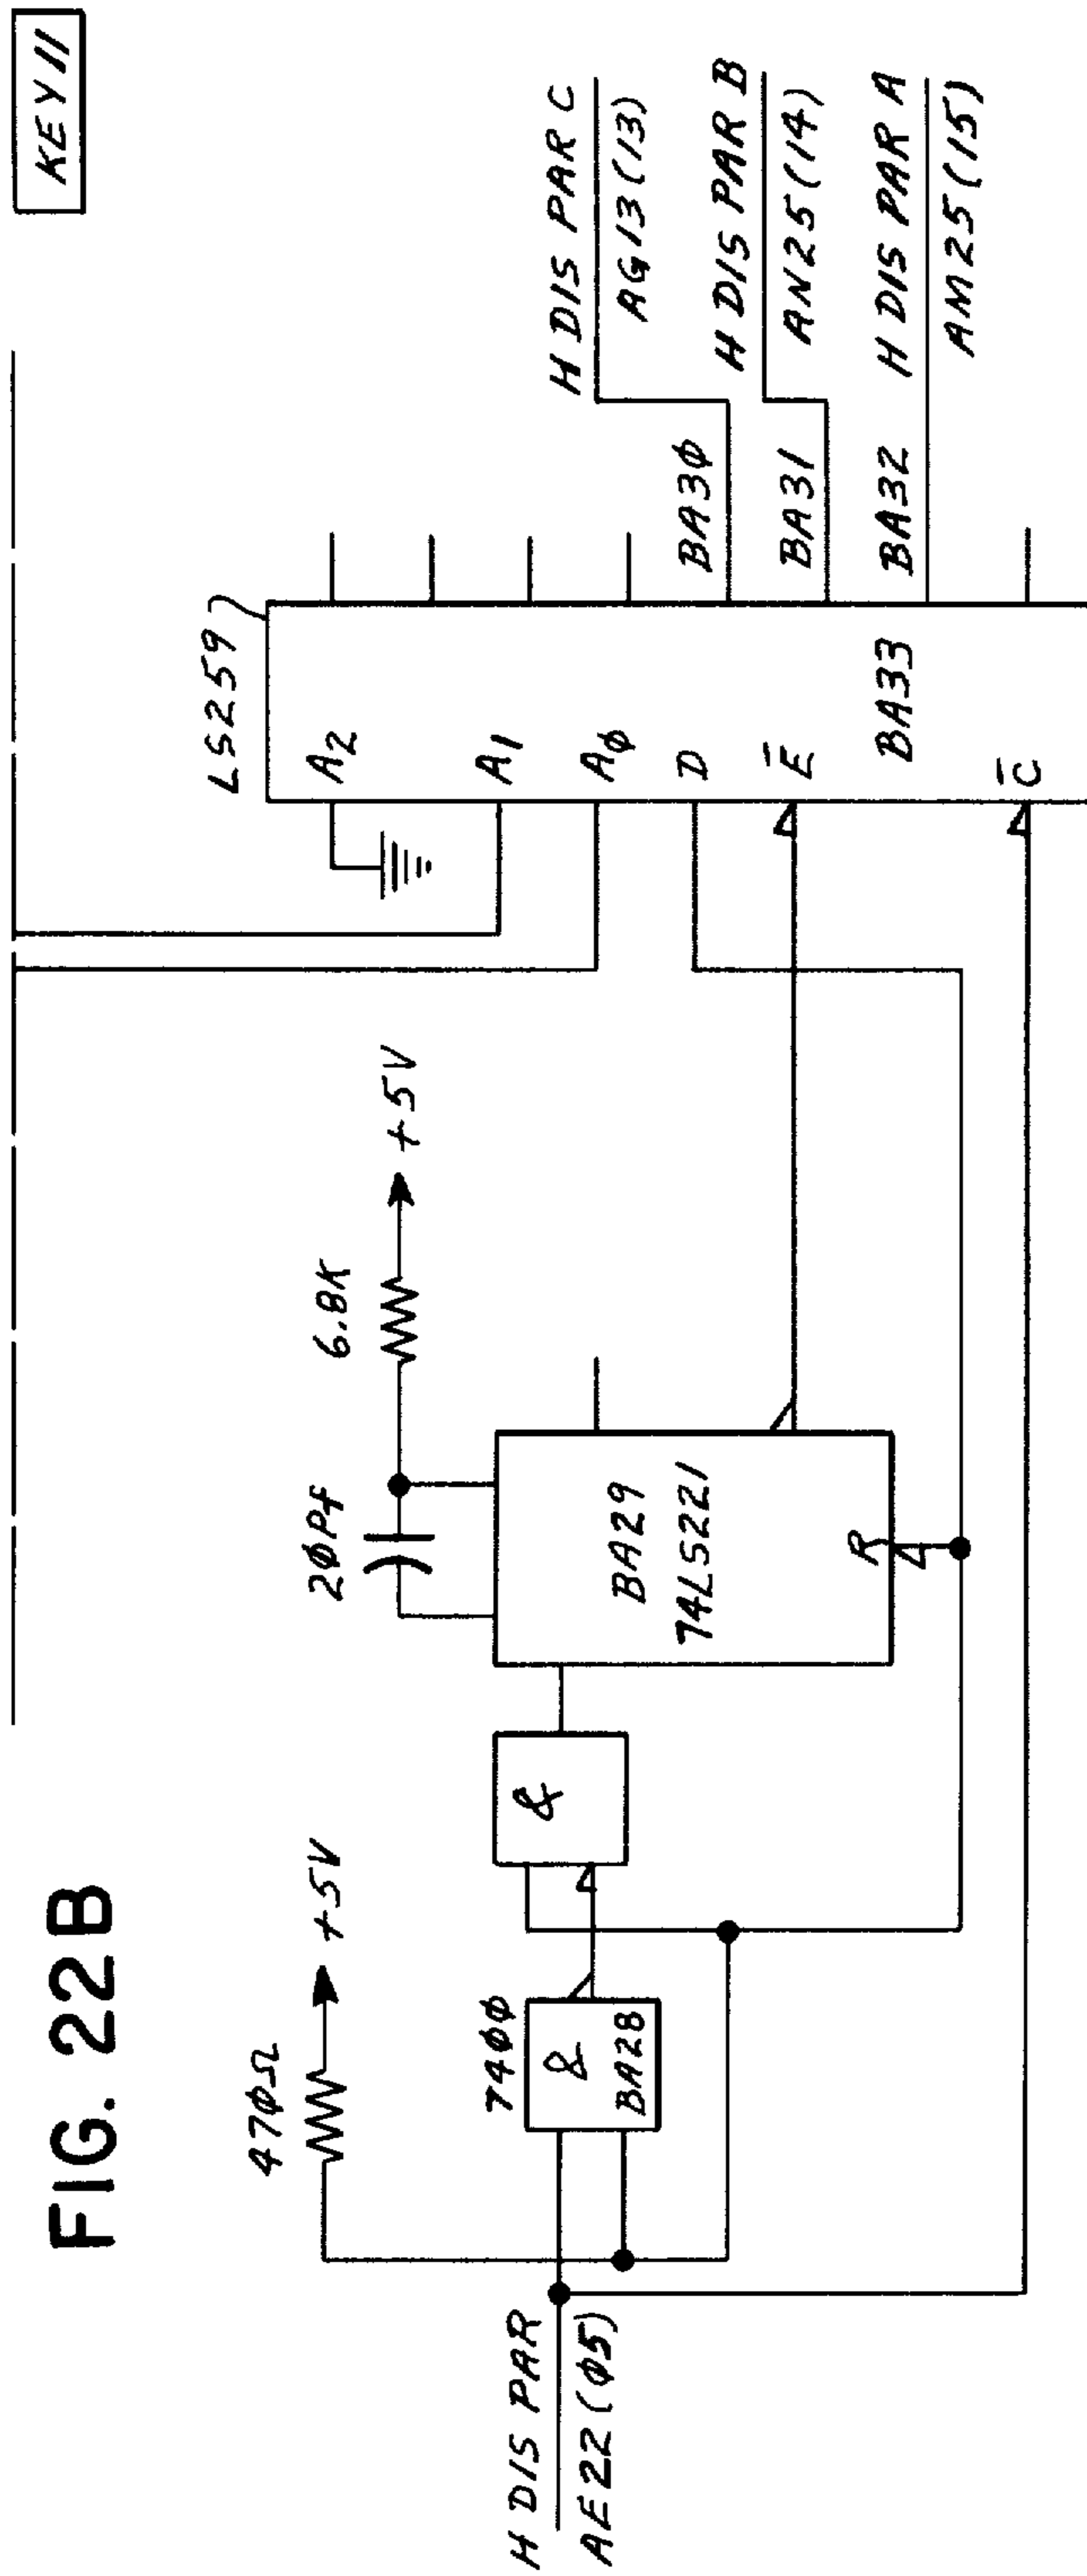 FIG. 22B
KEY 11
47ϕΩ
+5V
2ϕPf
6.8K
+5V
LS259
H DIS PAR
AE22 (ϕ5)
74ϕϕ
&
BA28
&
BA29
74LS221
R
A2
A1
Aϕ
D
E̅
BA33
C̅
BA3ϕ
H DIS PAR C
AG13 (13)
BA31
H DIS PAR B
AN25 (14)
BA32
H DIS PAR A
AM25 (15)